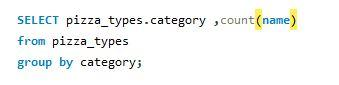 SELECT pizza_types.category ,count(name)
from pizza_types
group by category;